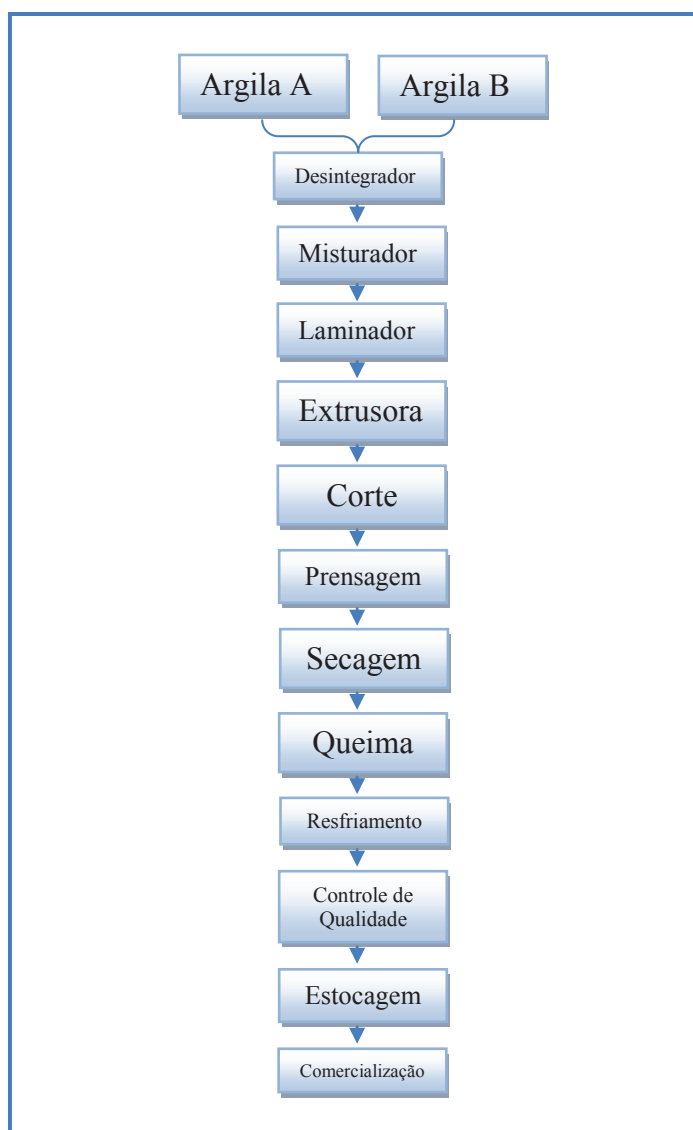 Argila A
Argila B
Desintegrador
Misturador
Laminador
Extrusora
Corte
Prensagem
Secagem
Queima
Resfriamento
Controle de
Qualidade
Estocagem
Comercialização